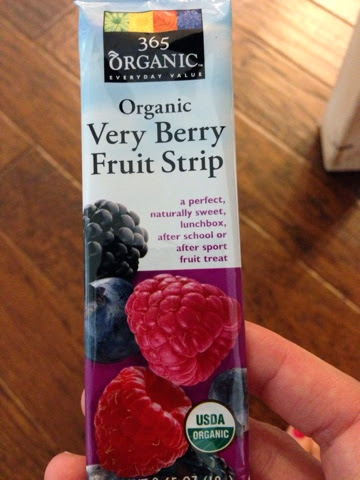 365
ORGANIC™
EVERYDAY VALUE
Organic
Very Berry
Fruit Strip
a perfect,
naturally sweet,
lunchbox,
after school or
after sport
fruit treat
USDA
ORGANIC